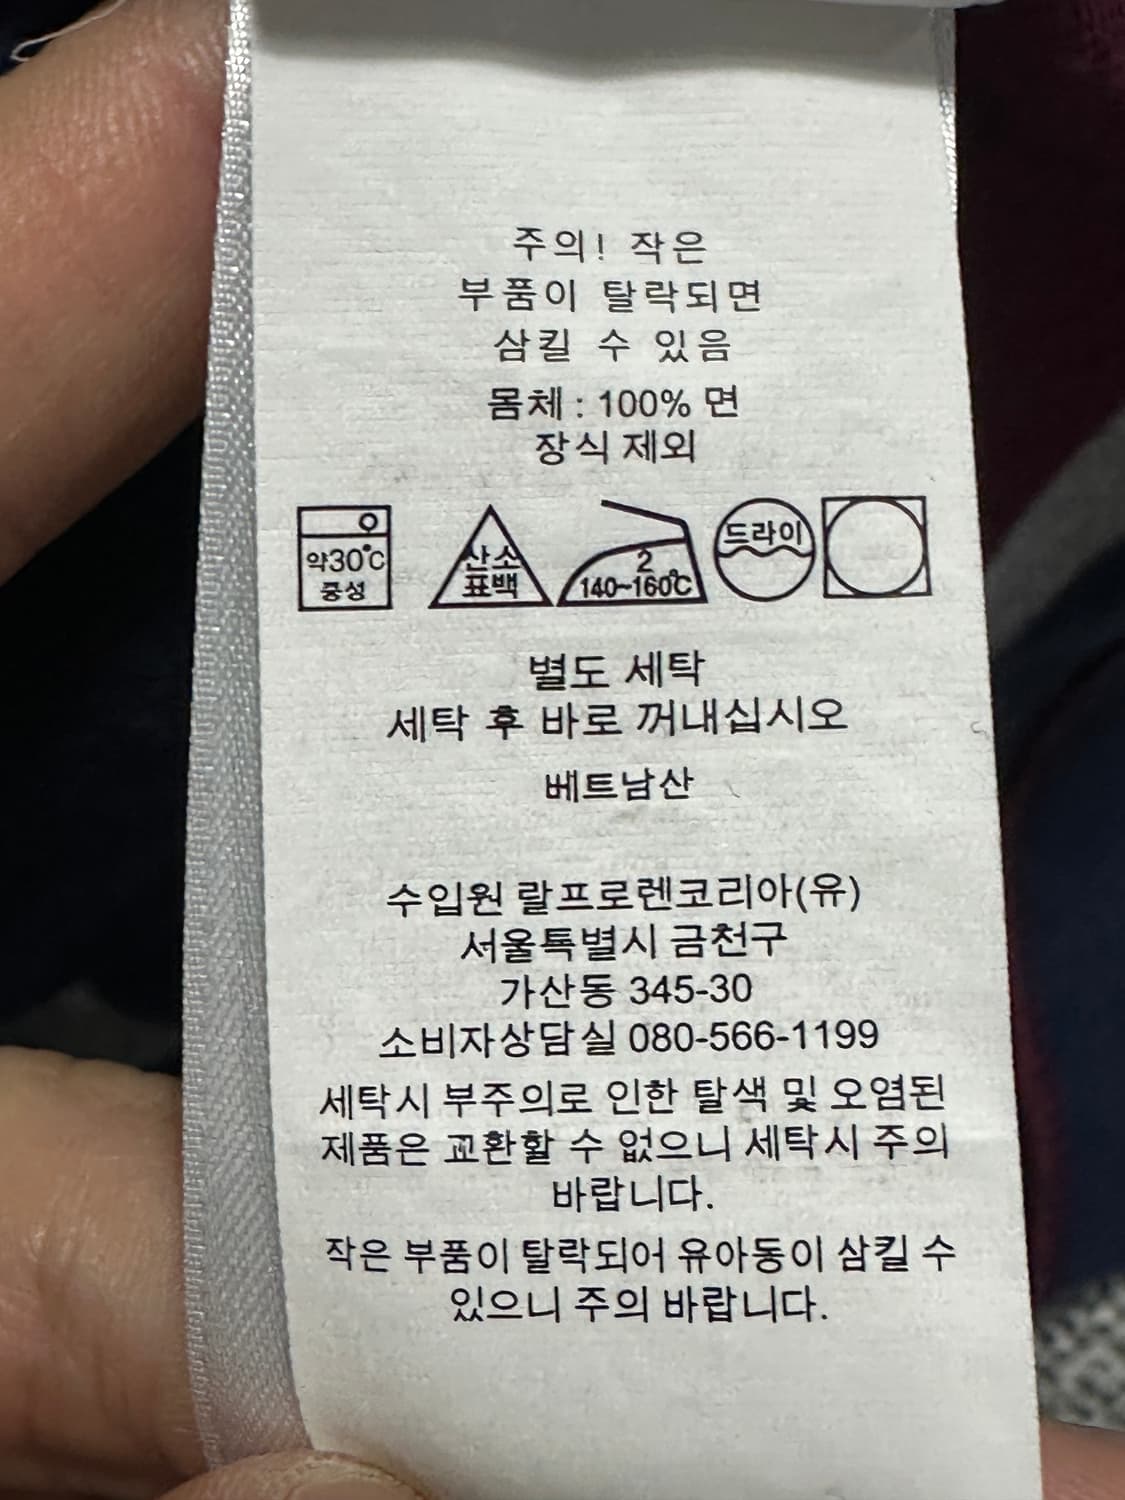 주의! 작은
부품이 탈락되면
삼킬 수 있음
몸체 : 100% 면
장식 제외
약30℃
중성
산소
표백
2
140~160℃
드라이
별도 세탁
세탁 후 바로 꺼내십시오
베트남산
수입원 랄프로렌코리아(유)
서울특별시 금천구
가산동 345-30
소비자상담실 080-566-1199
세탁시 부주의로 인한 탈색 및 오염된
제품은 교환할 수 없으니 세탁시 주의
바랍니다.
작은 부품이 탈락되어 유아동이 삼킬 수
있으니 주의 바랍니다.